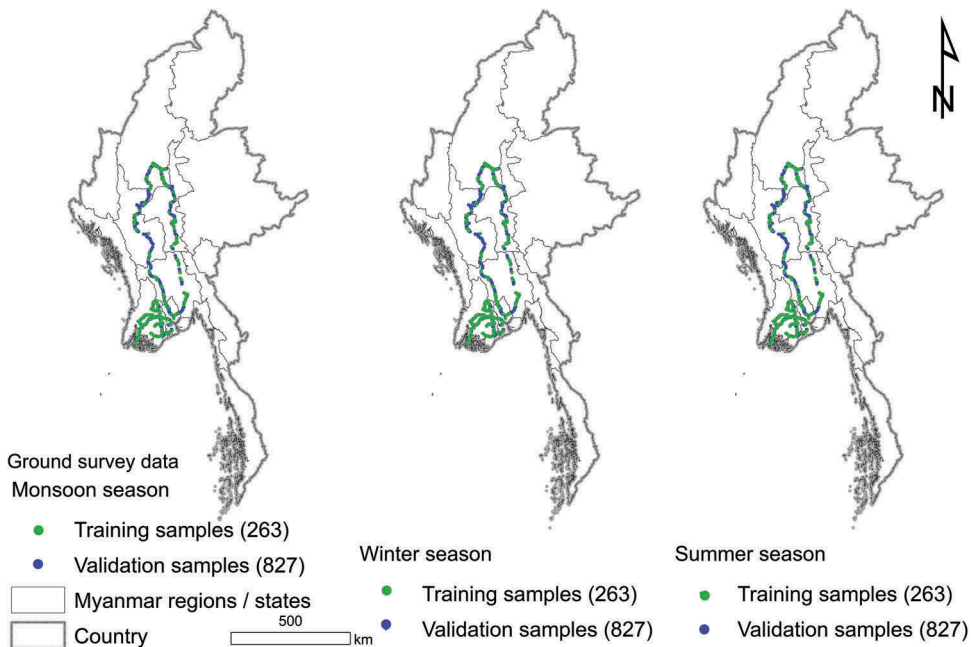 N
Ground survey data
Monsoon season
Training samples (263)
Validation samples (827)
Myanmar regions / states
Country
500
km
Winter season
Training samples (263)
Validation samples (827)
Summer season
Training samples (263)
Validation samples (827)